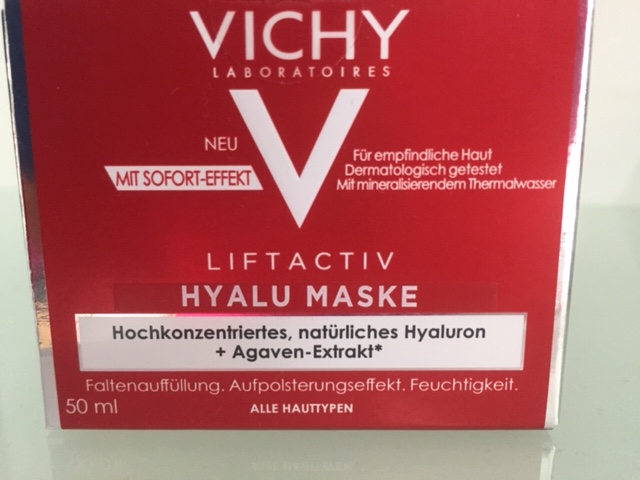 VICHY
LABORATOIRES
V
NEU
MIT SOFORT-EFFEKT
Für empfindliche Haut
Dermatologisch getestet
Mit mineralisierendem Thermalwasser
LIFTACTIV
HYALU MASKE
Hochkonzentriertes, natürliches Hyaluron
+ Agaven-Extrakt*
Faltenauffüllung. Aufpolsterungseffekt. Feuchtigkeit.
50 ml
ALLE HAUTTYPEN